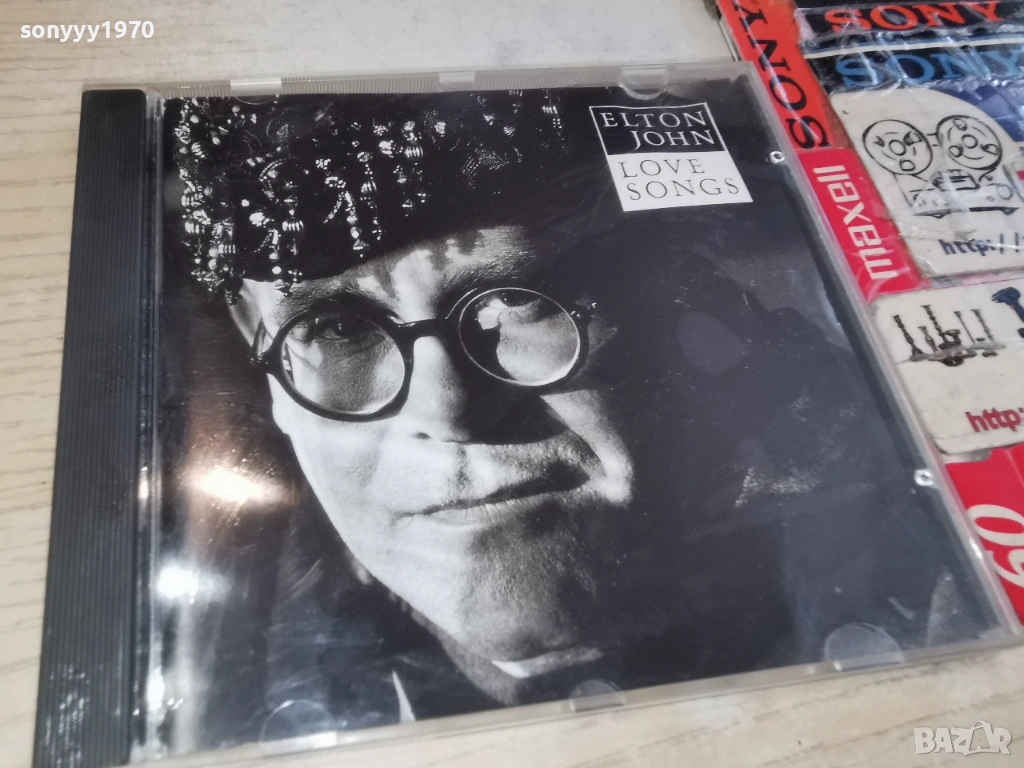 sonyyy1970
ELTON
JOHN
LOVE
SONGS
SONY
SONY
SONY
maxell
http://
http:
60
BAZAR